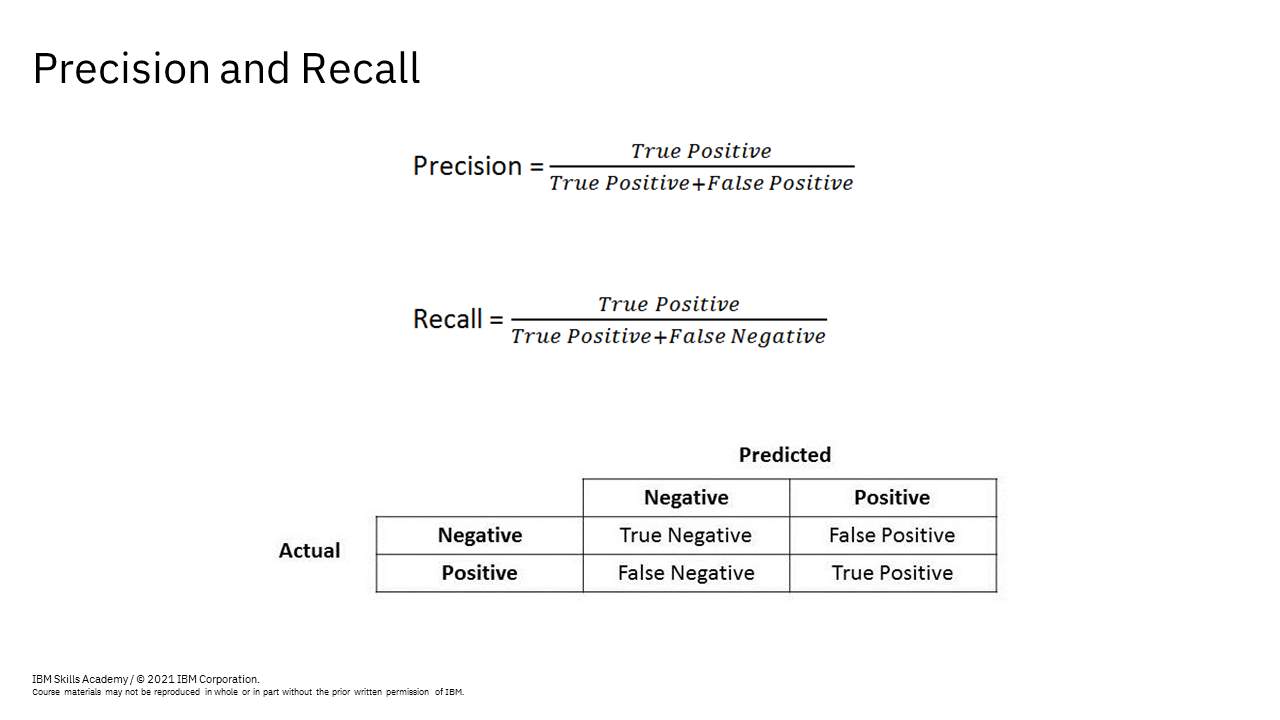 Precision and Recall
True Positive
Precision =
True Positive+False Positive
True Positive
Recall =
True Positive+False Negative
Predicted
Negative Positive
Actual
Negative True Negative False Positive
Positive False Negative True Positive
IBM Skills Academy / © 2021 IBM Corporation.
Course materials may not be reproduced in whole or in part without the prior written permission of IBM.